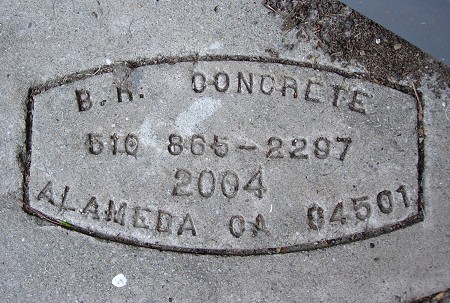 B.H. CONCRETE
510 865-2297
2004
ALAMEDA CA 94501